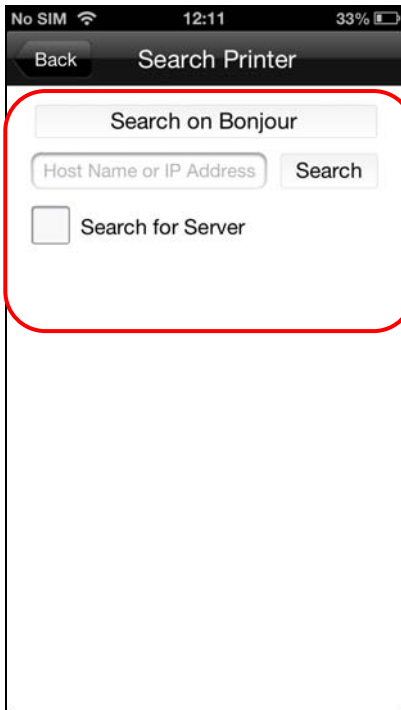 No SIM 12:11 33%
Back Search Printer
Search on Bonjour
Host Name or IP Address Search
Search for Server